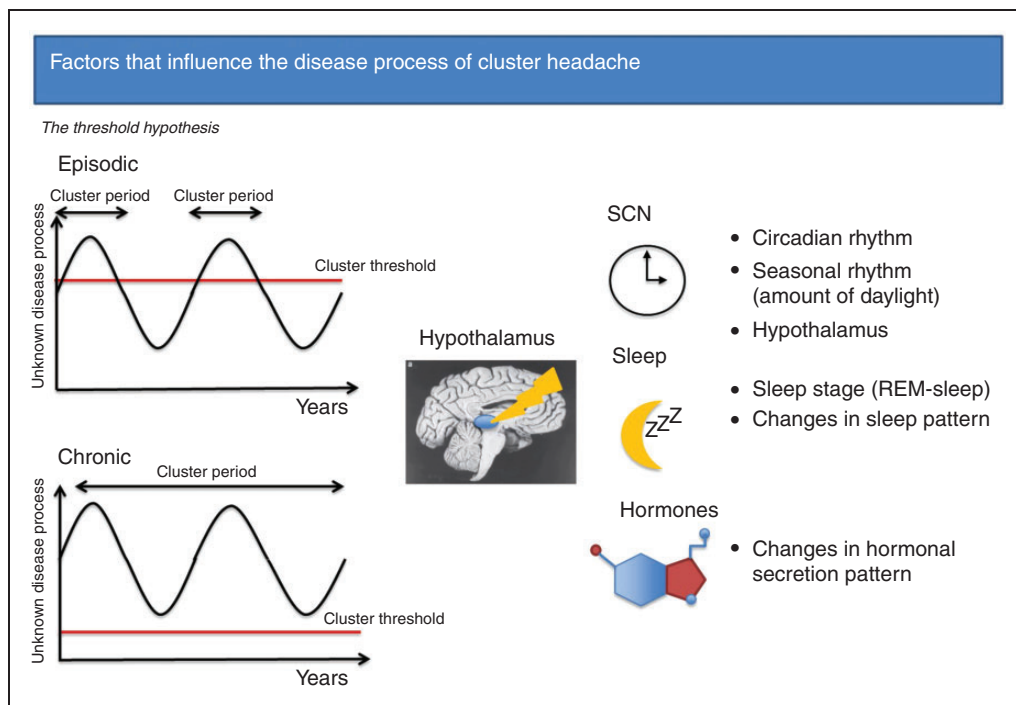 Factors that influence the disease process of cluster headache
The threshold hypothesis
Episodic
Cluster period
Cluster period
Unknown disease process
Cluster threshold
Years
Chronic
Cluster period
Unknown disease process
Cluster threshold
Years
Hypothalamus
SCN
• Circadian rhythm
• Seasonal rhythm
(amount of daylight)
• Hypothalamus
Sleep
ZZZ
• Sleep stage (REM-sleep)
• Changes in sleep pattern
Hormones
• Changes in hormonal
secretion pattern